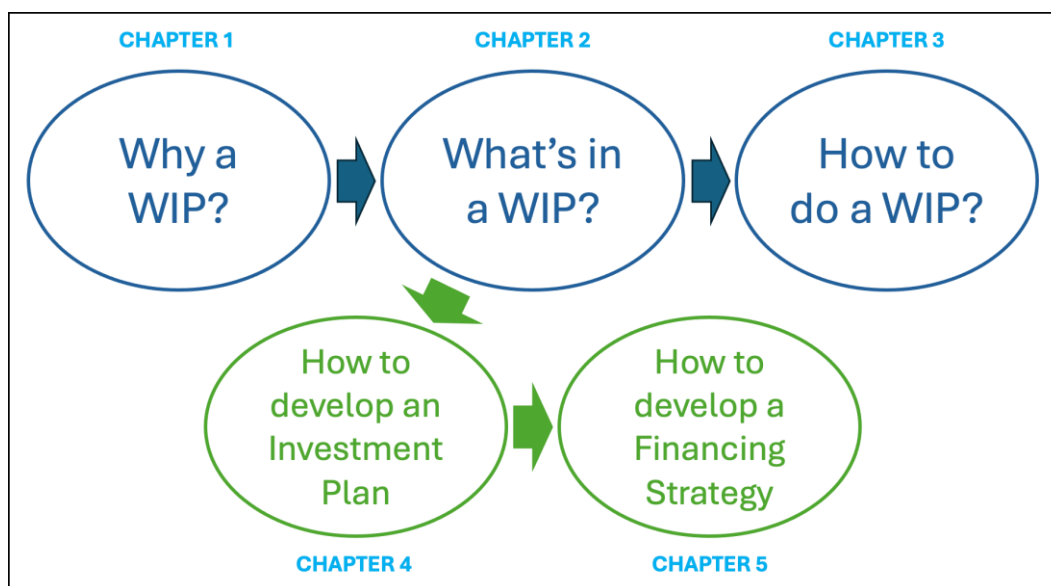 CHAPTER 1
CHAPTER 2
CHAPTER 3
Why a
WIP?
What's in
a WIP?
How to
do a WIP?
How to
develop an
Investment
Plan
How to
develop a
Financing
Strategy
CHAPTER 4
CHAPTER 5